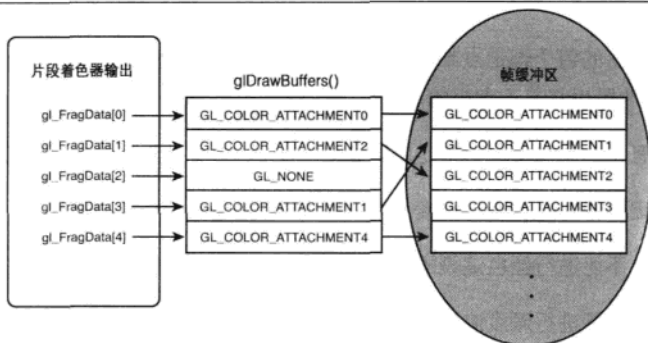 片段着色器输出
gl_FragData[0]
gl_FragData[1]
gl_FragData[2]
gl_FragData[3]
gl_FragData[4]
glDrawBuffers()
GL_COLOR_ATTACHMENT0
GL_COLOR_ATTACHMENT2
GL_NONE
GL_COLOR_ATTACHMENT1
GL_COLOR_ATTACHMENT4
帧缓冲区
GL_COLOR_ATTACHMENT0
GL_COLOR_ATTACHMENT1
GL_COLOR_ATTACHMENT2
GL_COLOR_ATTACHMENT3
GL_COLOR_ATTACHMENT4